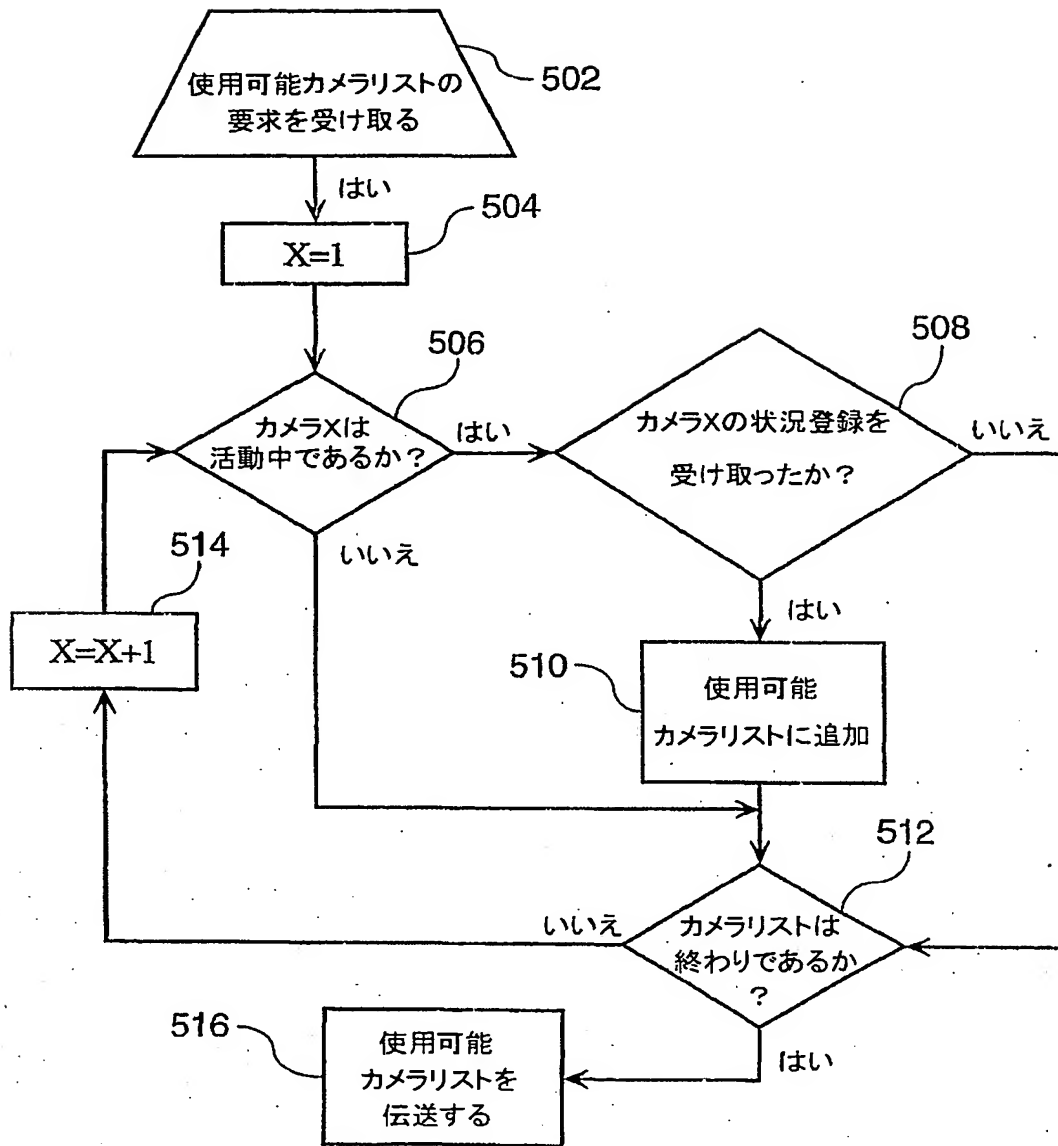 使用可能カメラリストの
要求を受け取る
502
はい
504
X=1
506
カメラXは
活動中であるか？
はい
508
カメラXの状況登録を
受け取ったか？
いいえ
いいえ
514
X=X+1
はい
510
使用可能
カメラリストに追加
512
いいえ
カメラリストは
終わりであるか
？
はい
516
使用可能
カメラリストを
伝送する